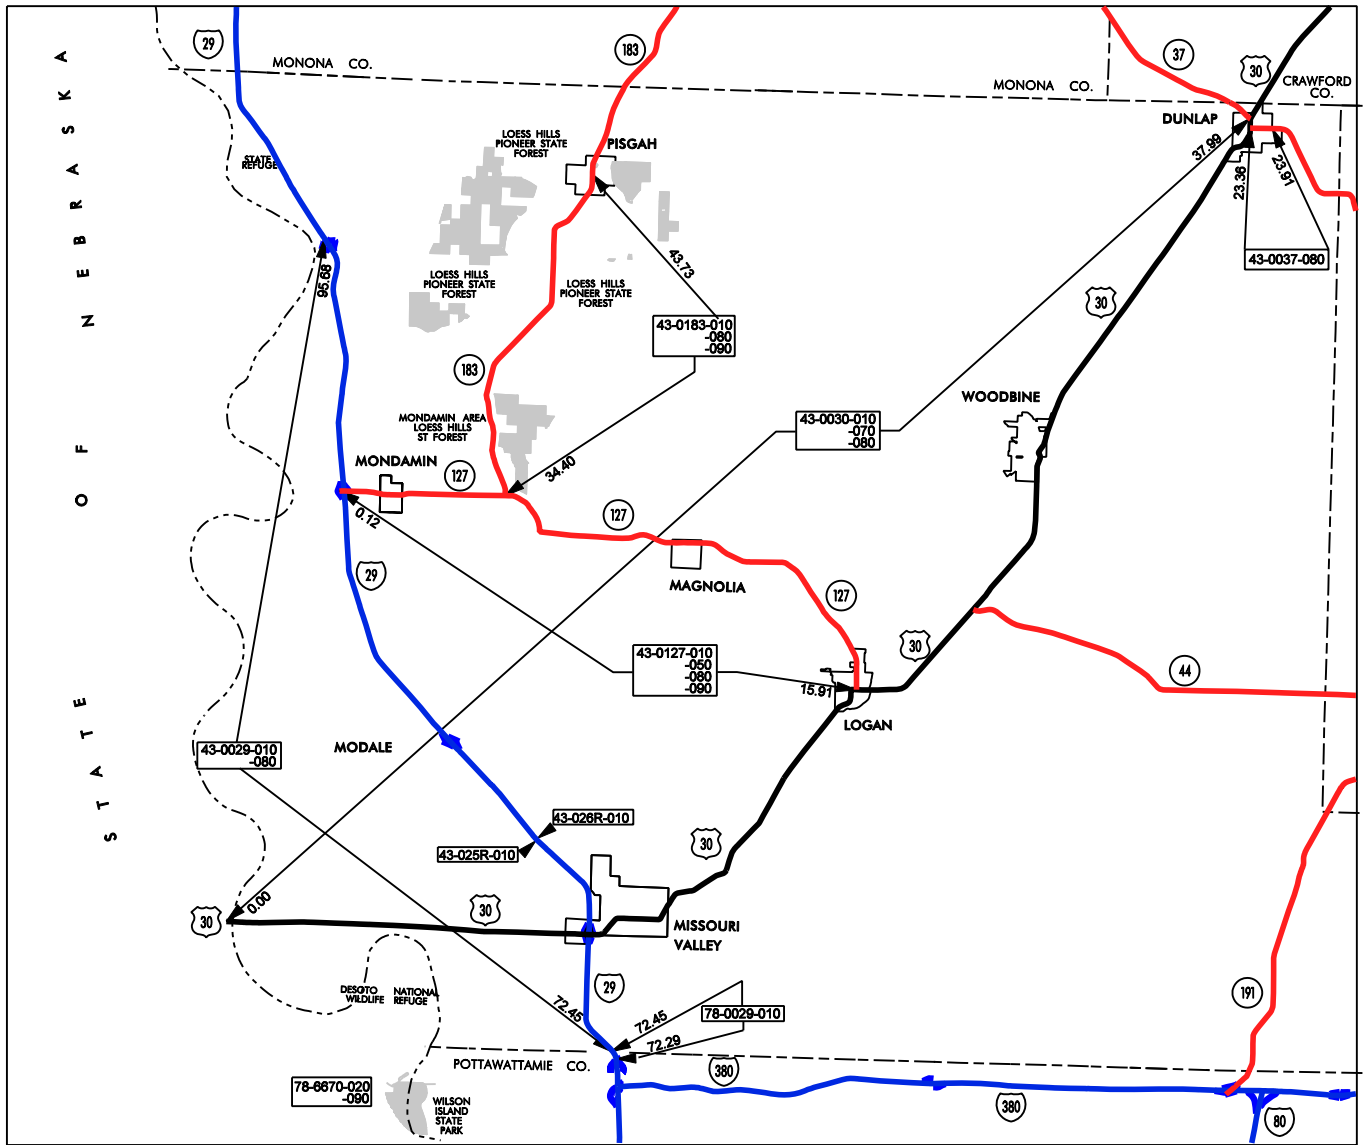 29
183
37
30
MONONA CO.
MONONA CO.
CRAWFORD
CO.
DUNLAP
LOESS HILLS
PIONEER STATE
FOREST
PISGAH
STATE
REFUGE
37.99
23.36
23.91
43-0037-080
95.68
43.73
LOESS HILLS
PIONEER STATE
FOREST
LOESS HILLS
PIONEER STATE
FOREST
30
43-0183-010
-080
-090
183
WOODBINE
MONDAMIN AREA
LOESS HILLS
ST FOREST
43-0030-010
-070
-080
MONDAMIN
127
34.40
0.12
127
29
MAGNOLIA
127
30
43-0127-010
-050
-080
-090
15.91
44
LOGAN
STATE OF NEBRASKA
43-0029-010
-080
MODALE
43-026R-010
43-025R-010
30
0.00
30
30
MISSOURI
VALLEY
DESOTO NATIONAL
WILDLIFE REFUGE
29
72.45
72.45
72.29
78-0029-010
191
POTTAWATTAMIE CO.
380
380
80
78-6670-020
-090
WILSON
ISLAND
STATE
PARK